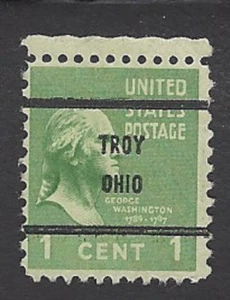 UNITED
STATES
POSTAGE
TROY
OHIO
GEORGE
WASHINGTON
1789-1797
1 CENT 1